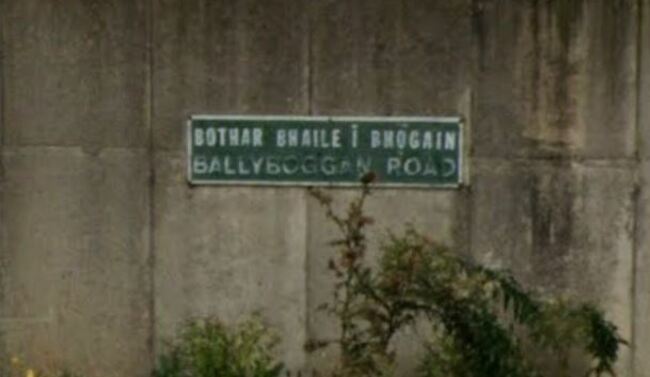 BOTHAR BHAILE Í BHÓGAIN
BALLYBOGGAN ROAD